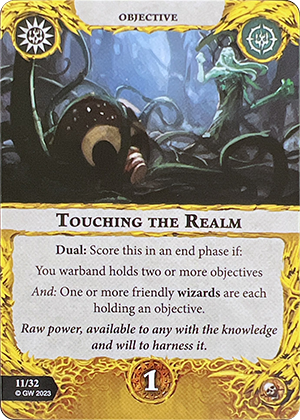 OBJECTIVE
TOUCHING THE REALM
Dual: Score this in an end phase if:
You warband holds two or more objectives
And: One or more friendly wizards are each
holding an objective.
Raw power, available to any with the knowledge
and will to harness it.
11/32
© GW 2023
1